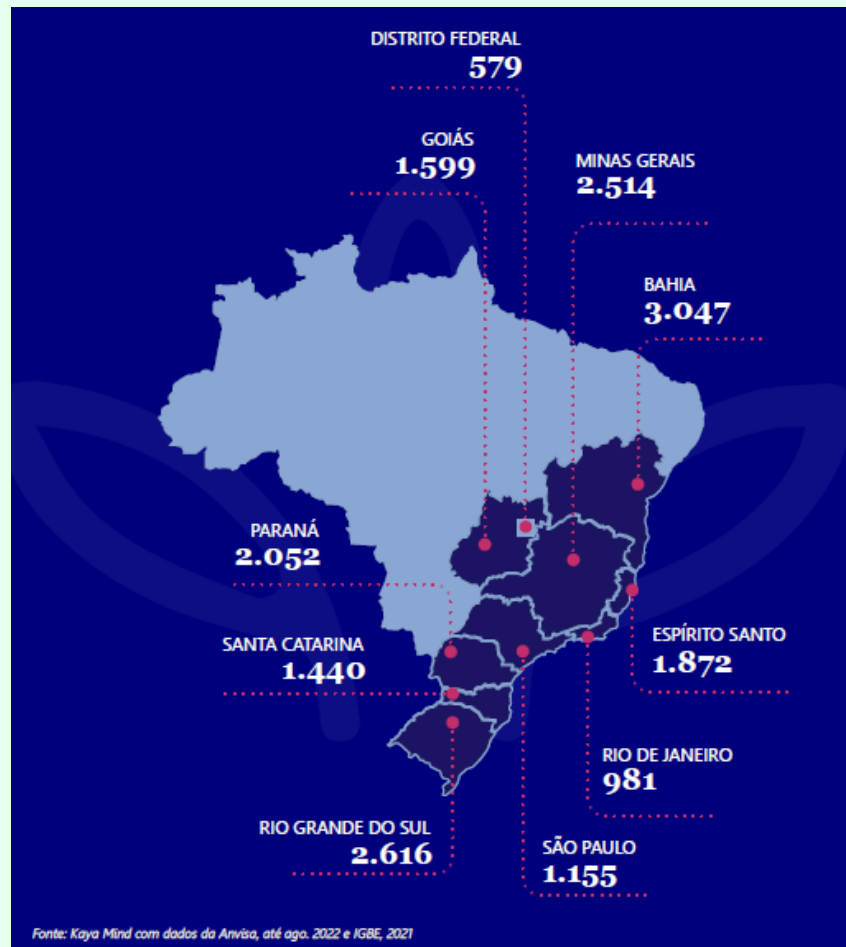 DISTRITO FEDERAL
579
GOIÁS
1.599
MINAS GERAIS
2.514
BAHIA
3.047
PARANÁ
2.052
SANTA CATARINA
1.440
ESPÍRITO SANTO
1.872
RIO DE JANEIRO
981
RIO GRANDE DO SUL
2.616
SÃO PAULO
1.155
Fonte: Kaya Mind com dados da Anvisa, até ago. 2022 e IGBE, 2021